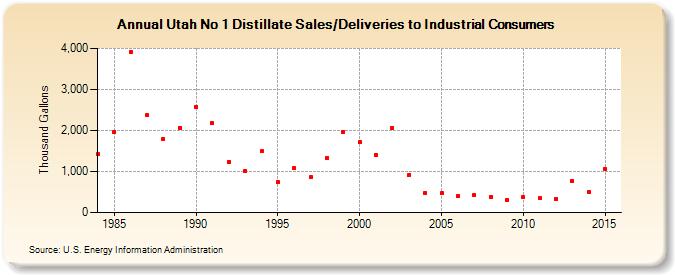 Annual Utah No 1 Distillate Sales/Deliveries to Industrial Consumers
Thousand Gallons
4,000
3,000
2,000
1,000
0
1985 1990 1995 2000 2005 2010 2015
Source: U.S. Energy Information Administration